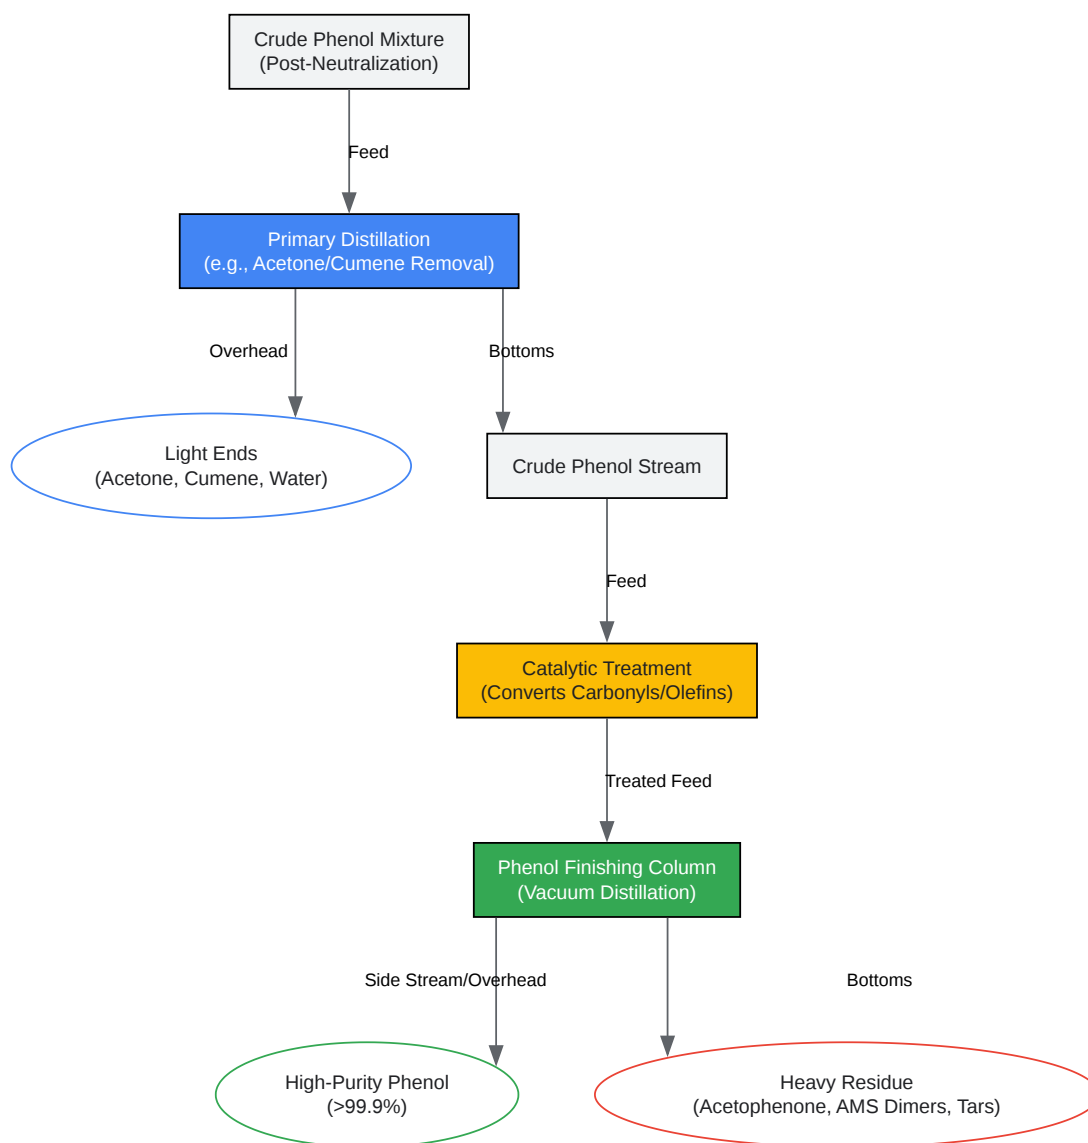 Crude Phenol Mixture
(Post-Neutralization)
Feed
Primary Distillation
(e.g., Acetone/Cumene Removal)
Overhead
Bottoms
Light Ends
(Acetone, Cumene, Water)
Crude Phenol Stream
Feed
Catalytic Treatment
(Converts Carbonyls/Olefins)
Treated Feed
Phenol Finishing Column
(Vacuum Distillation)
Side Stream/Overhead
Bottoms
High-Purity Phenol
(>99.9%)
Heavy Residue
(Acetophenone, AMS Dimers, Tars)